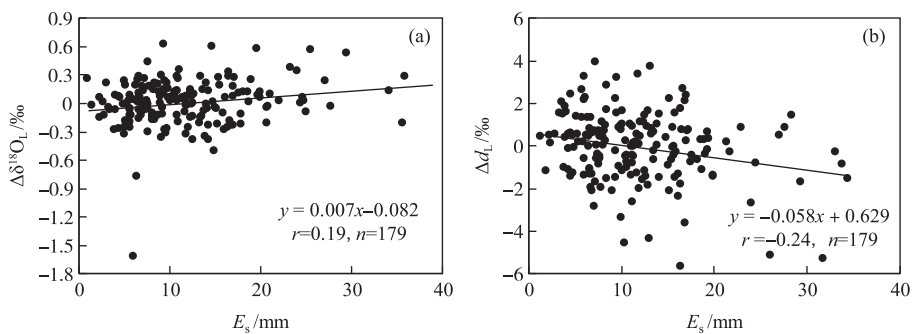 (a)
0.9
0.6
0.3
0
−0.3
−0.6
−0.9
−1.2
−1.5
−1.8
Δδ¹⁸O_L/‰
y = 0.007x−0.082
r=0.19, n=179
0 10 20 30 40
E_s/mm
(b)
6
4
2
0
−2
−4
−6
Δd_L/‰
y = −0.058x + 0.629
r=−0.24, n=179
0 10 20 30 40
E_s/mm